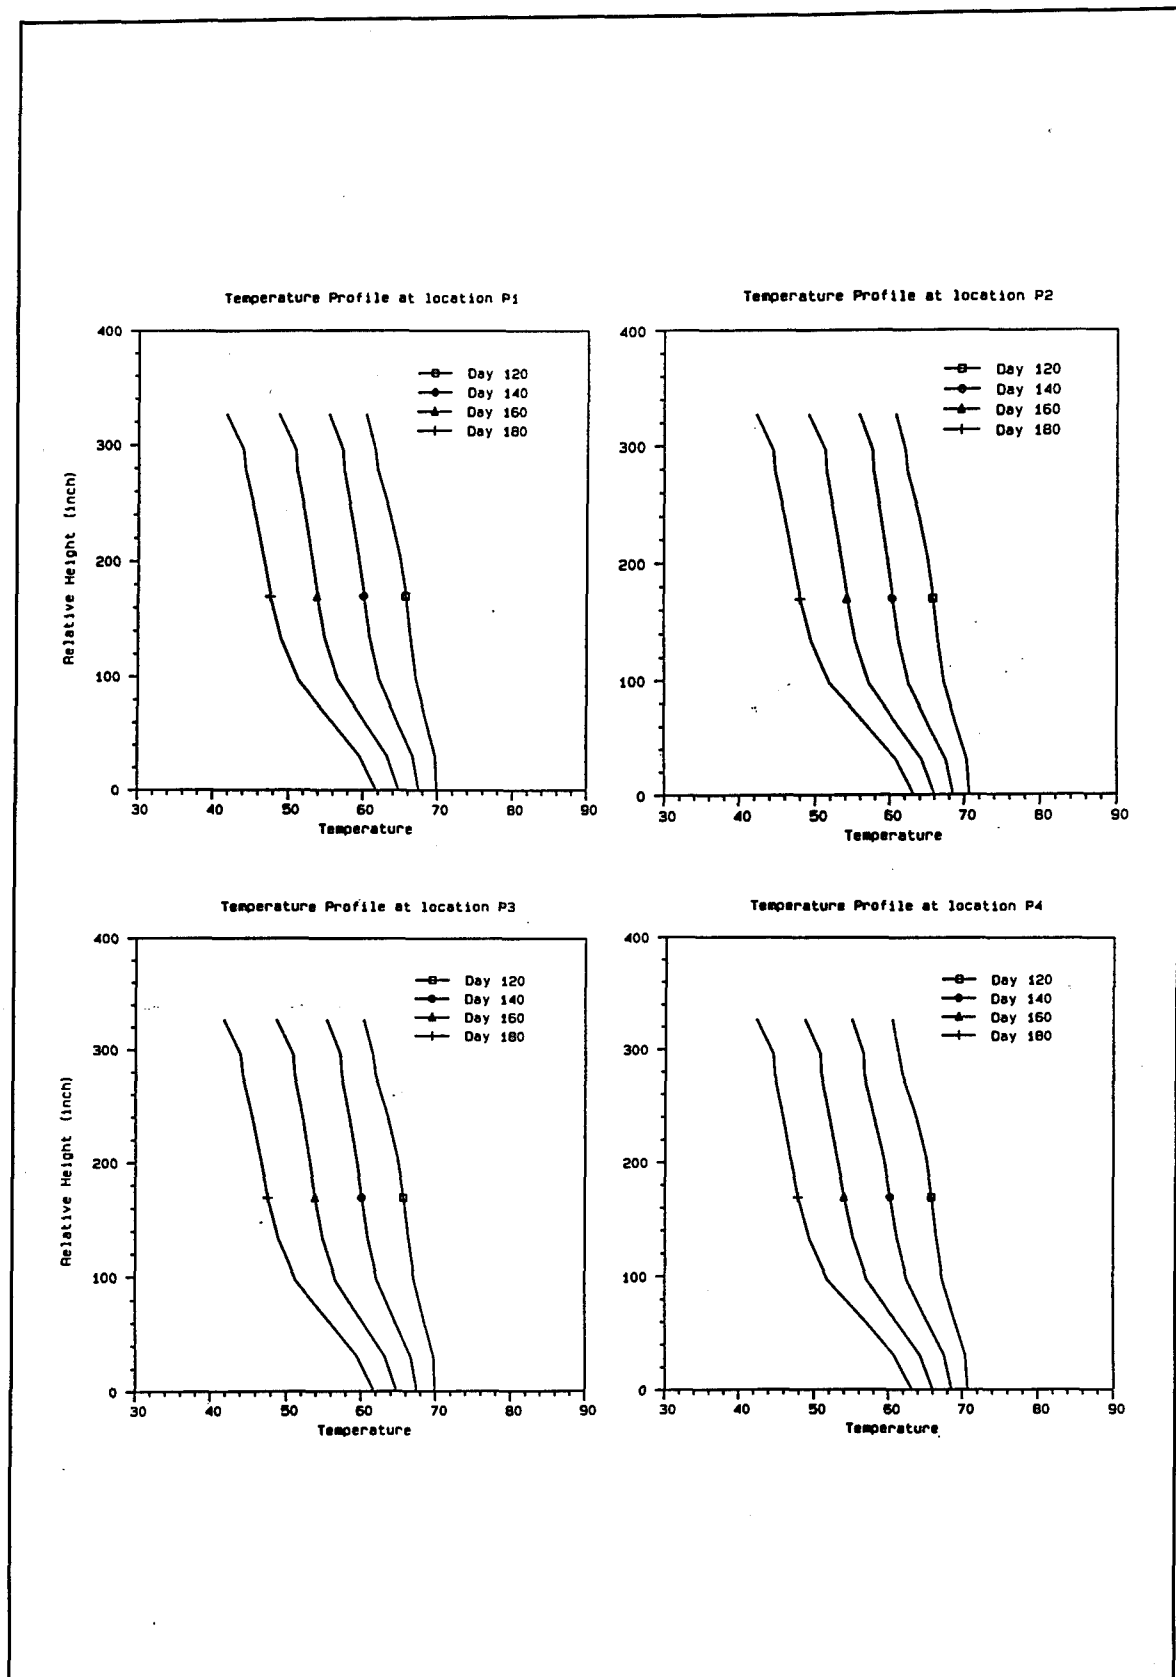 Temperature Profile at location P1
400
300
200
100
0
Relative Height (inch)
Day 120
Day 140
Day 160
Day 180
30 40 50 60 70 80 90
Temperature
Temperature Profile at location P2
400
300
200
100
0
Day 120
Day 140
Day 160
Day 180
30 40 50 60 70 80 90
Temperature
Temperature Profile at location P3
400
300
200
100
0
Relative Height (inch)
Day 120
Day 140
Day 160
Day 180
30 40 50 60 70 80 90
Temperature
Temperature Profile at location P4
400
300
200
100
0
Day 120
Day 140
Day 160
Day 180
30 40 50 60 70 80 90
Temperature